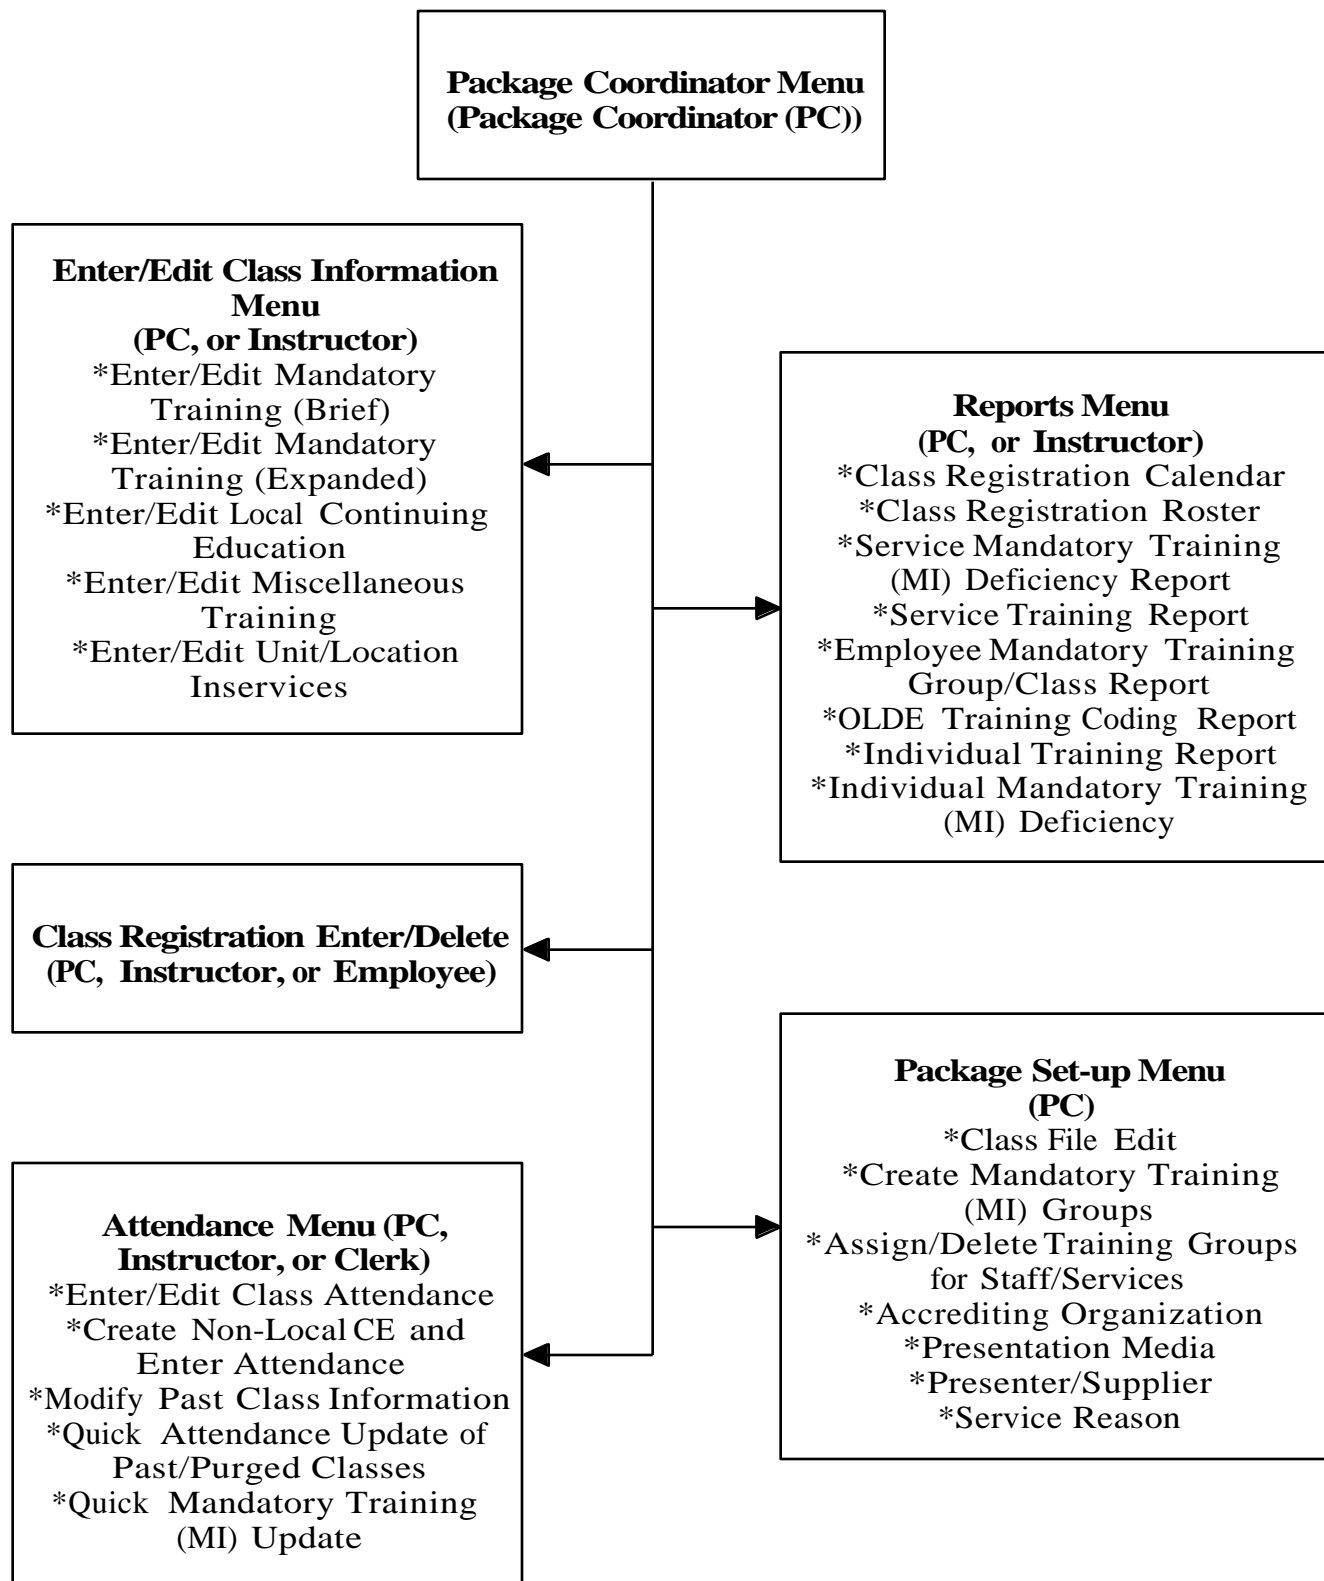 Package Coordinator Menu
(Package Coordinator (PC))
Enter/Edit Class Information
Menu
(PC, or Instructor)
*Enter/Edit Mandatory
Training (Brief)
*Enter/Edit Mandatory
Training (Expanded)
*Enter/Edit Local Continuing
Education
*Enter/Edit Miscellaneous
Training
*Enter/Edit Unit/Location
Inservices
Reports Menu
(PC, or Instructor)
*Class Registration Calendar
*Class Registration Roster
*Service Mandatory Training
(MI) Deficiency Report
*Service Training Report
*Employee Mandatory Training
Group/Class Report
*OLDE Training Coding Report
*Individual Training Report
*Individual Mandatory Training
(MI) Deficiency
Class Registration Enter/Delete
(PC, Instructor, or Employee)
Package Set-up Menu
(PC)
*Class File Edit
*Create Mandatory Training
(MI) Groups
*Assign/Delete Training Groups
for Staff/Services
*Accrediting Organization
*Presentation Media
*Presenter/Supplier
*Service Reason
Attendance Menu (PC,
Instructor, or Clerk)
*Enter/Edit Class Attendance
*Create Non-Local CE and
Enter Attendance
*Modify Past Class Information
*Quick Attendance Update of
Past/Purged Classes
*Quick Mandatory Training
(MI) Update